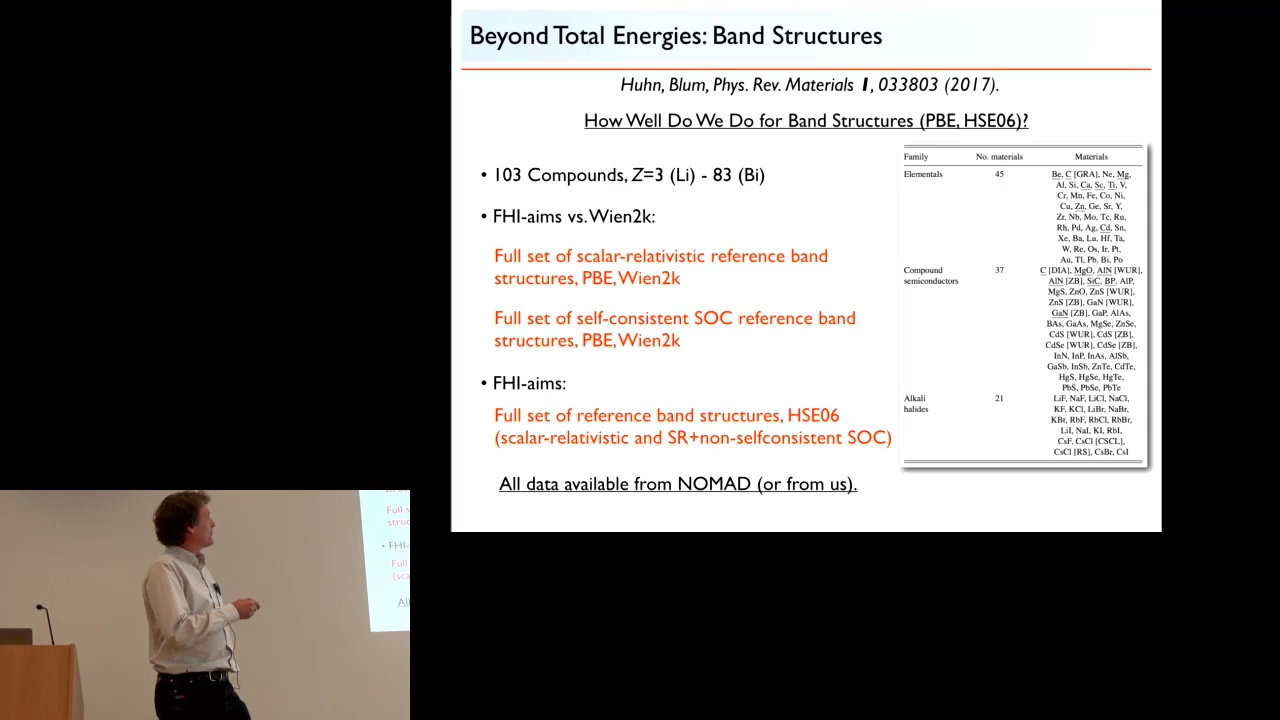 Beyond Total Energies: Band Structures
Huhn, Blum, Phys. Rev. Materials 1, 033803 (2017).
How Well Do We Do for Band Structures (PBE, HSE06)?
• 103 Compounds, Z=3 (Li) - 83 (Bi)
• FHI-aims vs. Wien2k:
Full set of scalar-relativistic reference band
structures, PBE, Wien2k
Full set of self-consistent SOC reference band
structures, PBE, Wien2k
• FHI-aims:
Full set of reference band structures, HSE06
(scalar-relativistic and SR+non-selfconsistent SOC)
All data available from NOMAD (or from us).
Family No. materials Materials
Elementals 45 Be, C [GRA], Ne, Mg,
Al, Si, Ca, Sc, Ti, V,
Cr, Mn, Fe, Co, Ni,
Cu, Zn, Ge, Sr, Y,
Zr, Nb, Mo, Tc, Ru,
Rh, Pd, Ag, Cd, Sn,
Xe, Ba, Lu, Hf, Ta,
W, Re, Os, Ir, Pt,
Au, Tl, Pb, Bi, Po
Compound 37 C [DIA], MgO, AlN [WUR],
semiconductors AlN [ZB], SiC, BP, AlP,
MgS, ZnO, ZnS [WUR],
ZnS [ZB], GaN [WUR],
GaN [ZB], GaP, AlAs,
BAs, GaAs, MgSe, ZnSe,
CdS [WUR], CdS [ZB],
CdSe [WUR], CdSe [ZB],
InN, InP, InAs, AlSb,
GaSb, InSb, ZnTe, CdTe,
HgS, HgSe, HgTe,
PbS, PbSe, PbTe
Alkali 21 LiF, NaF, LiCl, NaCl,
halides KF, KCl, LiBr, NaBr,
KBr, RbF, RbCl, RbBr,
LiI, NaI, KI, RbI,
CsF, CsCl [CSCL],
CsCl [RS], CsBr, CsI
Full s
struc
• FHI-
Full
(sca
Al